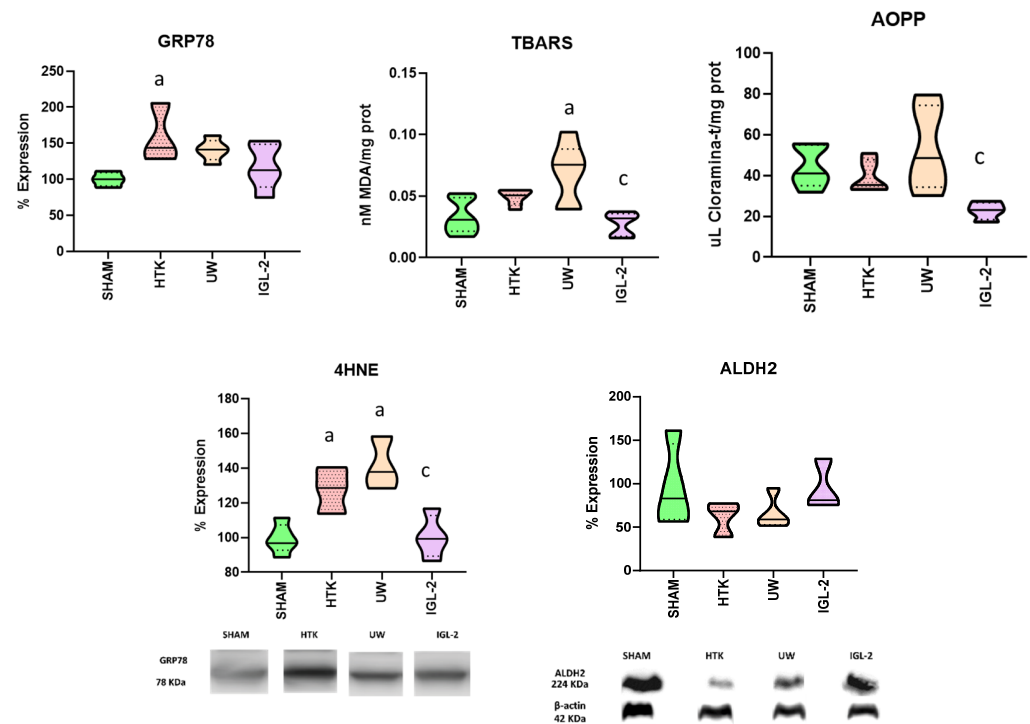 GRP78
% Expression
250
200
150
100
50
0
a
SHAM
HTK
UW
IGL-2
TBARS
nM MDA/mg prot
0.15
0.10
0.05
0.00
a
c
SHAM
HTK
UW
IGL-2
AOPP
uL Cloramina-t/mg prot
100
80
60
40
20
0
c
SHAM
HTK
UW
IGL-2
4HNE
% Expression
180
160
140
120
100
80
a
a
c
SHAM
HTK
UW
IGL-2
ALDH2
% Expression
200
150
100
50
0
SHAM
HTK
UW
IGL-2
SHAM HTK UW IGL-2
GRP78
78 KDa
SHAM HTK UW IGL-2
ALDH2
224 KDa
β-actin
42 KDa